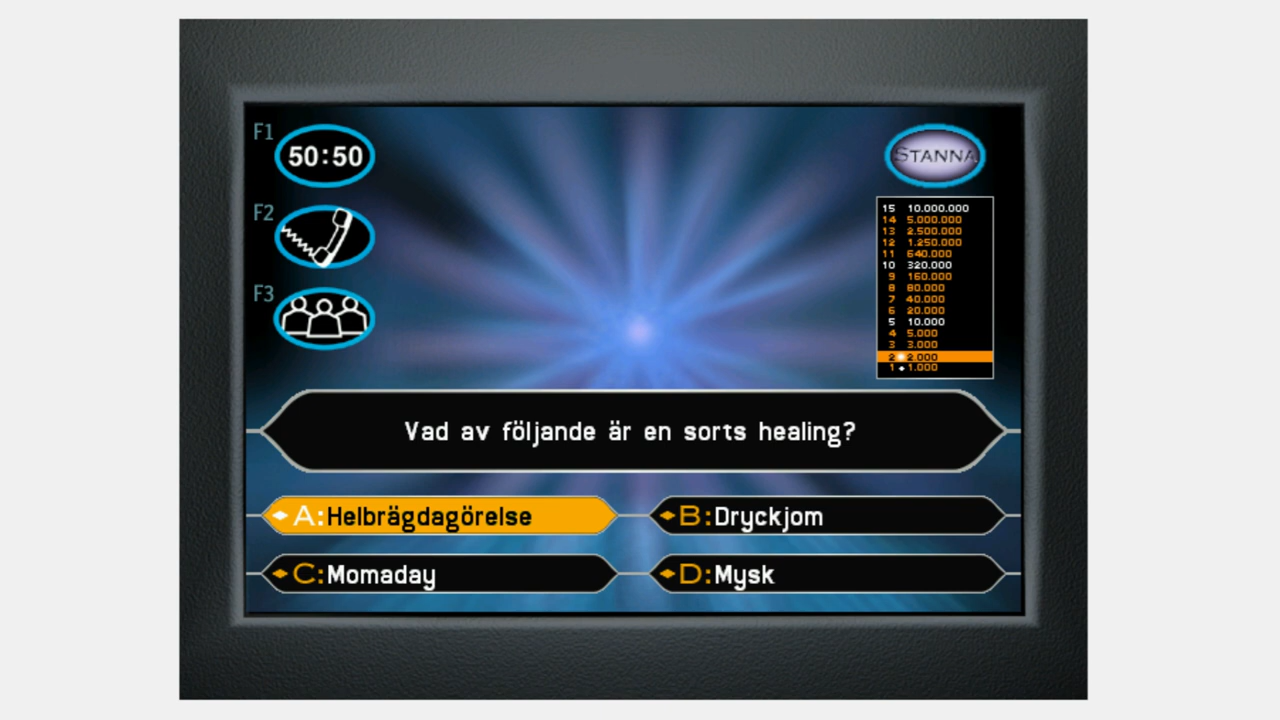 F1
50:50
STANNA
F2
F3
15 10.000.000
14 5.000.000
13 2.500.000
12 1.250.000
11 640.000
10 320.000
9 160.000
8 80.000
7 40.000
6 20.000
5 10.000
4 5.000
3 3.000
2 2.000
1 1.000
Vad av följande är en sorts healing?
A: Helbrägdagörelse
B: Dryckjom
C: Momaday
D: Mysk